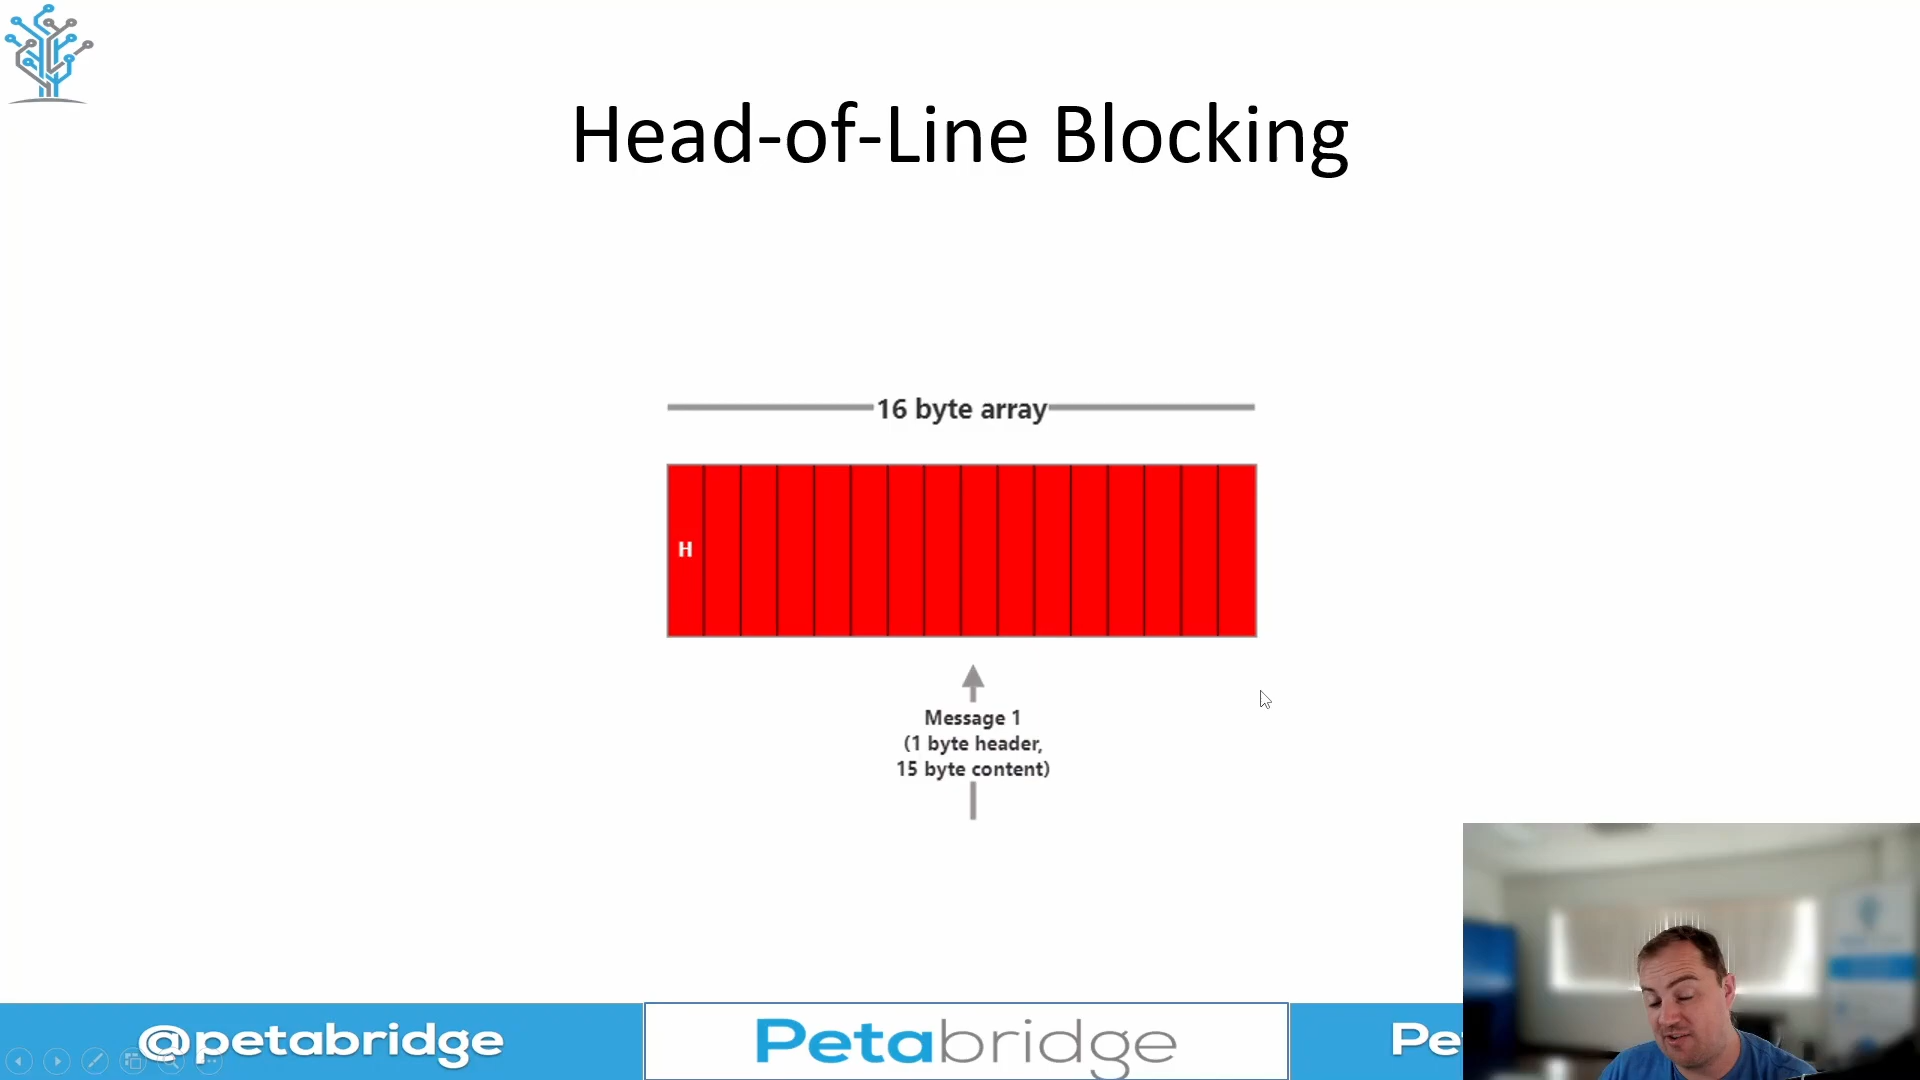 Head-of-Line Blocking
16 byte array
H
Message 1
(1 byte header,
15 byte content)
@petabridge
Petabridge
Pe